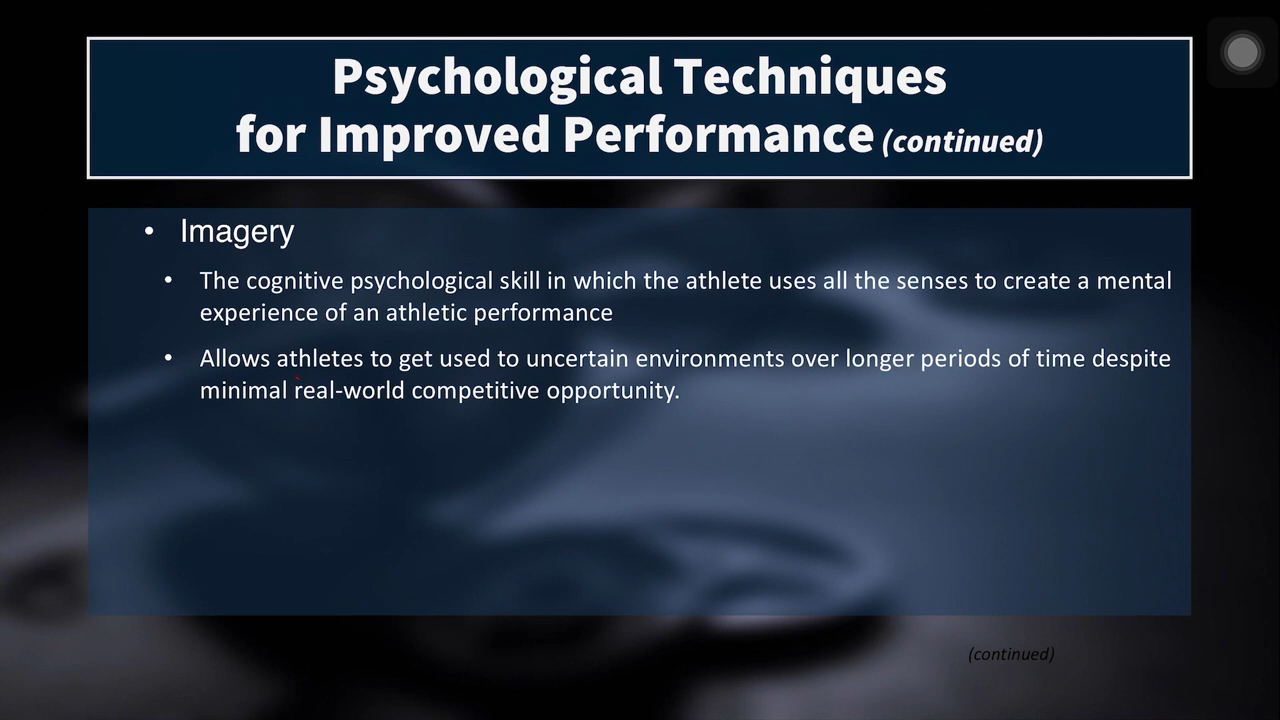 Psychological Techniques
for Improved Performance (continued)
• Imagery
• The cognitive psychological skill in which the athlete uses all the senses to create a mental
experience of an athletic performance
• Allows athletes to get used to uncertain environments over longer periods of time despite
minimal real-world competitive opportunity.
(continued)